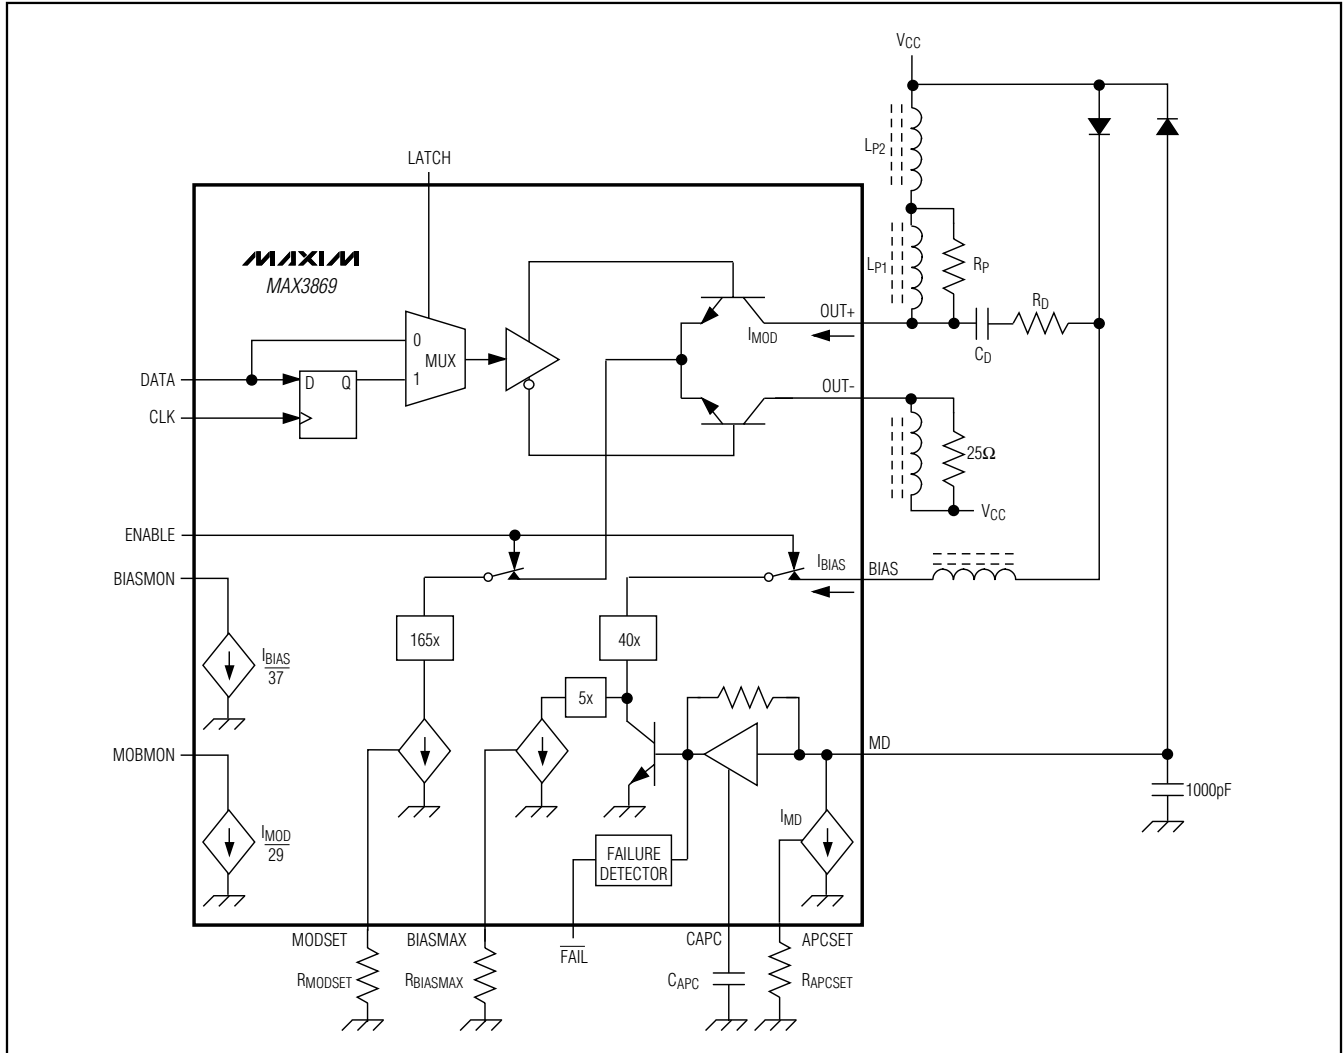 VCC
LP2
LATCH
MAXIM
MAX3869
LP1
RP
OUT+
RD
IMOD
CD
0
MUX
1
DATA
D Q
OUT-
CLK
25Ω
VCC
ENABLE
IBIAS
BIAS
BIASMON
165x
40x
IBIAS
37
5x
MOBMON
MD
1000pF
IMD
IMOD
29
FAILURE
DETECTOR
MODSET
BIASMAX
FAIL
CAPC
APCSET
RMODSET
RBIASMAX
CAPC
RAPCSET